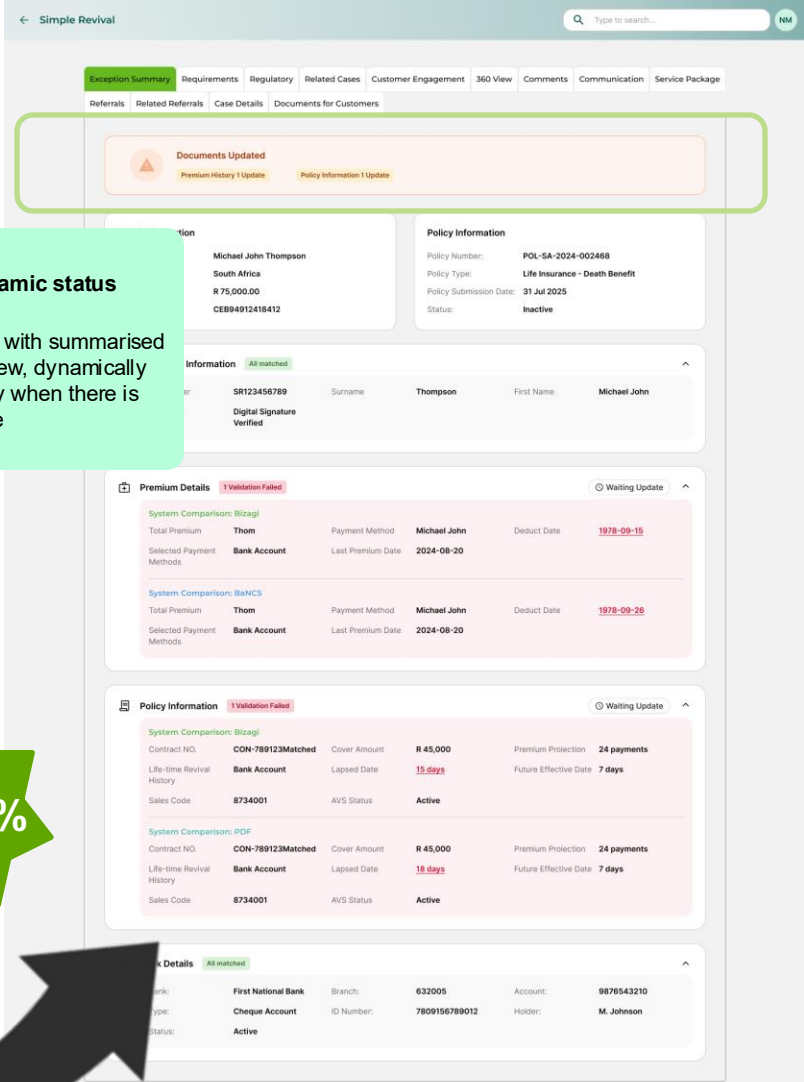 ← Simple Revival
Type to search...
NM
Exception Summary Requirements Regulatory Related Cases Customer Engagement 360 View Comments Communication Service Package
Referrals Related Referrals Case Details Documents for Customers
Documents Updated
Premium History 1 Update Policy Information 1 Update
Policy Information
Michael John Thompson
South Africa
R 75,000.00
CEB94912418412
Policy Number: POL-SA-2024-002468
Policy Type: Life Insurance - Death Benefit
Policy Submission Date: 31 Jul 2025
Status: Inactive
amic status
with summarised
ew, dynamically
y when there is
e
Information All matched
SR123456789 Surname Thompson First Name Michael John
Digital Signature
Verified
Premium Details 1 Validation Failed Waiting Update
System Comparison: Bizagi
Total Premium Thom Payment Method Michael John Deduct Date 1978-09-15
Selected Payment Bank Account Last Premium Date 2024-08-20
Methods
System Comparison: BaNCS
Total Premium Thom Payment Method Michael John Deduct Date 1978-09-26
Selected Payment Bank Account Last Premium Date 2024-08-20
Methods
Policy Information 1 Validation Failed Waiting Update
System Comparison: Bizagi
Contract NO. CON-789123Matched Cover Amount R 45,000 Premium Prolection 24 payments
Life-time Revival Bank Account Lapsed Date 15 days Future Effective Date 7 days
History
Sales Code 8734001 AVS Status Active
System Comparison: PDF
Contract NO. CON-789123Matched Cover Amount R 45,000 Premium Prolection 24 payments
Life-time Revival Bank Account Lapsed Date 18 days Future Effective Date 7 days
History
Sales Code 8734001 AVS Status Active
%
k Details All matched
ank: First National Bank Branch: 632005 Account: 9876543210
ype: Cheque Account ID Number: 7809156789012 Holder: M. Johnson
Status: Active